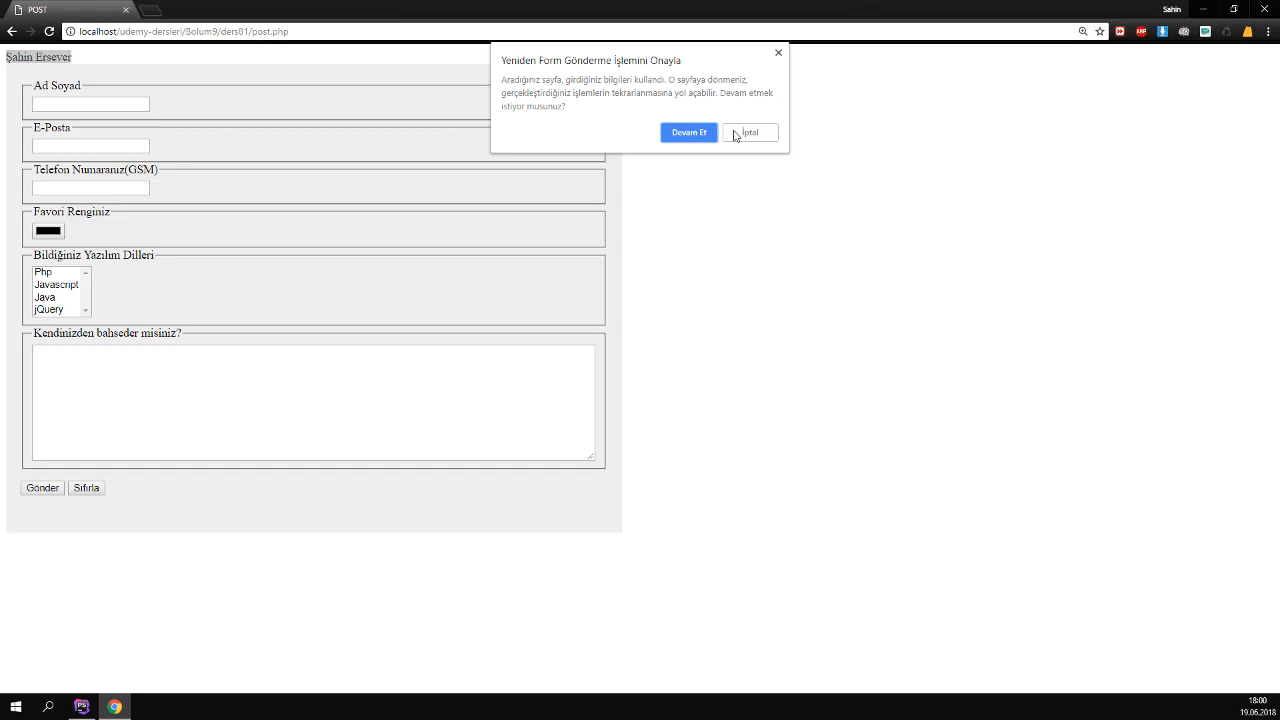 POST
Sahin
localhost/udemy-dersleri/Bolum9/ders81/post.php
Şahin Ersever
Yeniden Form Gönderme İşlemini Onayla
Aradığınız sayfa, girdiğiniz bilgileri kullandı. O sayfaya dönmeniz,
gerçekleştirdiğiniz işlemlerin tekrarlanmasına yol açabilir. Devam etmek
istiyor musunuz?
Devam Et
İptal
Ad Soyad
E-Posta
Telefon Numaranız(GSM)
Favori Renginiz
Bildiğiniz Yazılım Dilleri
Php
Javascript
Java
jQuery
Kendinizden bahseder misiniz?
Gönder
Sıfırla
ABP
PS
18:00
19.06.2018